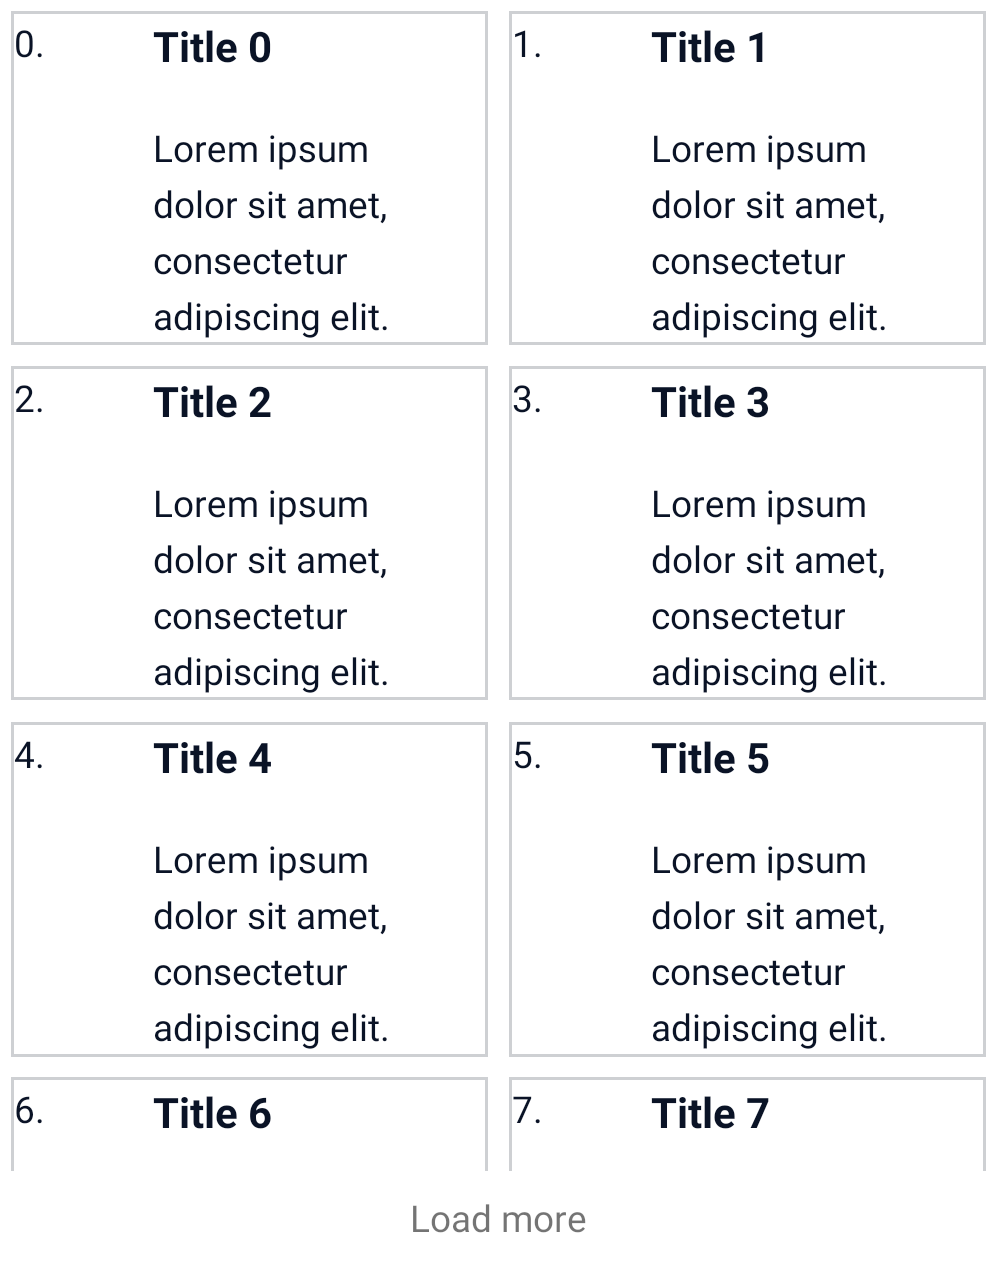 0.
Title 0
Lorem ipsum
dolor sit amet,
consectetur
adipiscing elit.
1.
Title 1
Lorem ipsum
dolor sit amet,
consectetur
adipiscing elit.
2.
Title 2
Lorem ipsum
dolor sit amet,
consectetur
adipiscing elit.
3.
Title 3
Lorem ipsum
dolor sit amet,
consectetur
adipiscing elit.
4.
Title 4
Lorem ipsum
dolor sit amet,
consectetur
adipiscing elit.
5.
Title 5
Lorem ipsum
dolor sit amet,
consectetur
adipiscing elit.
6.
Title 6
7.
Title 7
Load more